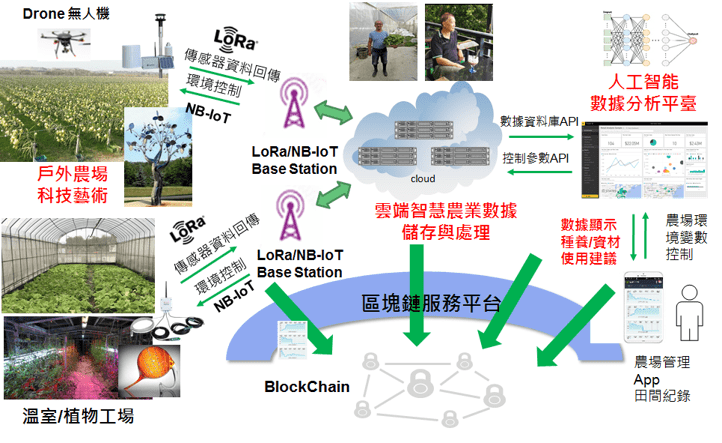 Drone 無人機
LoRa
傳感器資料回傳
環境控制
NB-IoT
LoRa/NB-IoT
Base Station
戶外農場
科技藝術
cloud
雲端智慧農業數據
儲存與處理
數據資料庫API
控制參數API
人工智能
數據分析平臺
數據顯示
種養/資材
使用建議
農場環
境變數
控制
LoRa
傳感器資料回傳
環境控制
NB-IoT
LoRa/NB-IoT
Base Station
區塊鏈服務平台
BlockChain
農場管理
App
田間紀錄
溫室/植物工場